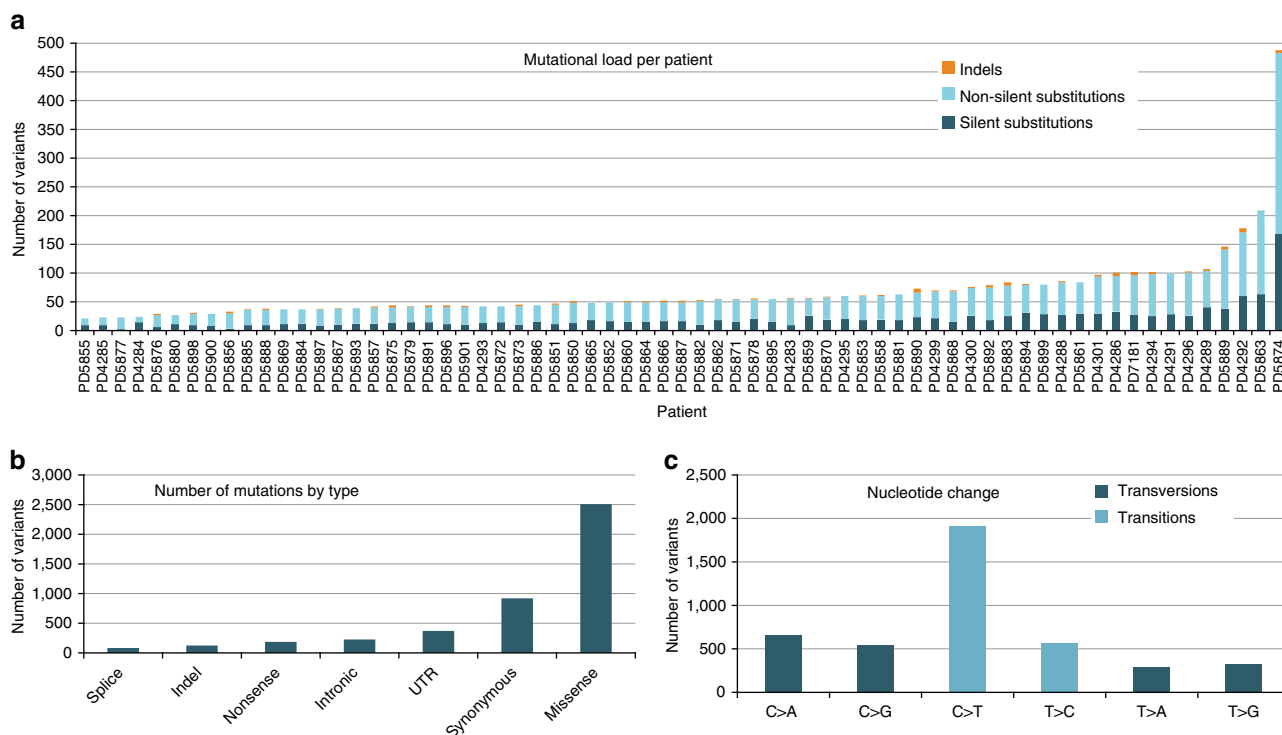 a
500
450
400
350
300
250
200
150
100
50
0
Number of variants
Mutational load per patient
Indels
Non-silent substitutions
Silent substitutions
PD5855
PD4285
PD5877
PD4284
PD5876
PD5880
PD5898
PD5900
PD5856
PD5885
PD5888
PD5869
PD5884
PD5897
PD5867
PD5893
PD5857
PD5875
PD5879
PD5891
PD5896
PD5901
PD4293
PD5872
PD5873
PD5886
PD5851
PD5850
PD5865
PD5852
PD5860
PD5864
PD5866
PD5887
PD5882
PD5862
PD5871
PD5878
PD5895
PD4283
PD5859
PD5870
PD4295
PD5853
PD5858
PD5881
PD5890
PD4299
PD5868
PD4300
PD5892
PD5883
PD5894
PD5899
PD4288
PD5861
PD4301
PD4286
PD7181
PD4294
PD4291
PD4296
PD4289
PD5889
PD4292
PD5863
PD5874
Patient
b
3,000
2,500
2,000
1,500
1,000
500
0
Number of variants
Number of mutations by type
Splice
Indel
Nonsense
Intronic
UTR
Synonymous
Missense
c
2,500
2,000
1,500
1,000
500
0
Number of variants
Nucleotide change
Transversions
Transitions
C>A
C>G
C>T
T>C
T>A
T>G